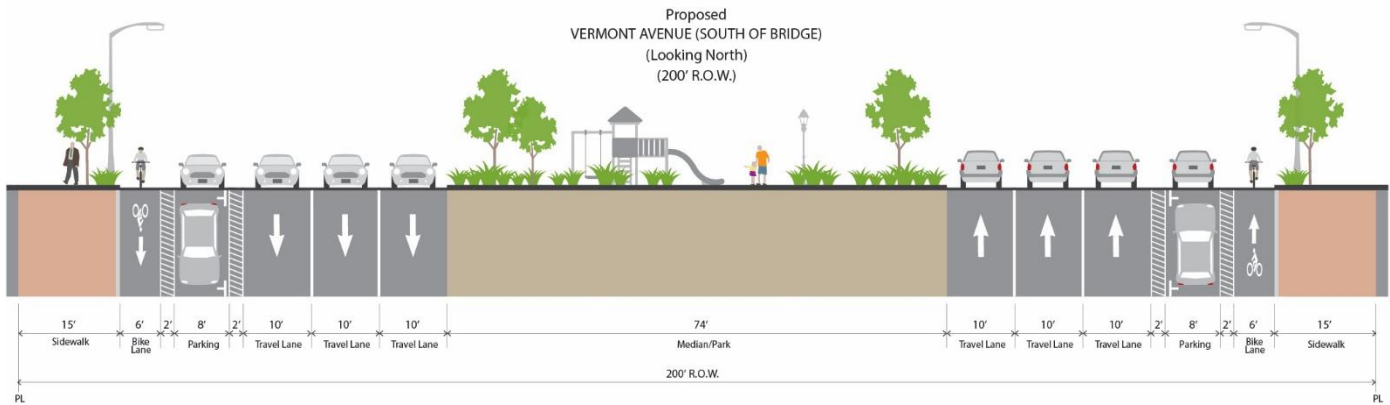 Proposed
VERMONT AVENUE (SOUTH OF BRIDGE)
(Looking North)
(200' R.O.W.)
15' 6' 2' 8' 2' 10' 10' 10' 74' 10' 10' 10' 2' 8' 2' 6' 15'
Sidewalk Bike Lane Parking Travel Lane Travel Lane Travel Lane Median/Park Travel Lane Travel Lane Travel Lane Parking Bike Lane Sidewalk
200' R.O.W.
PL PL